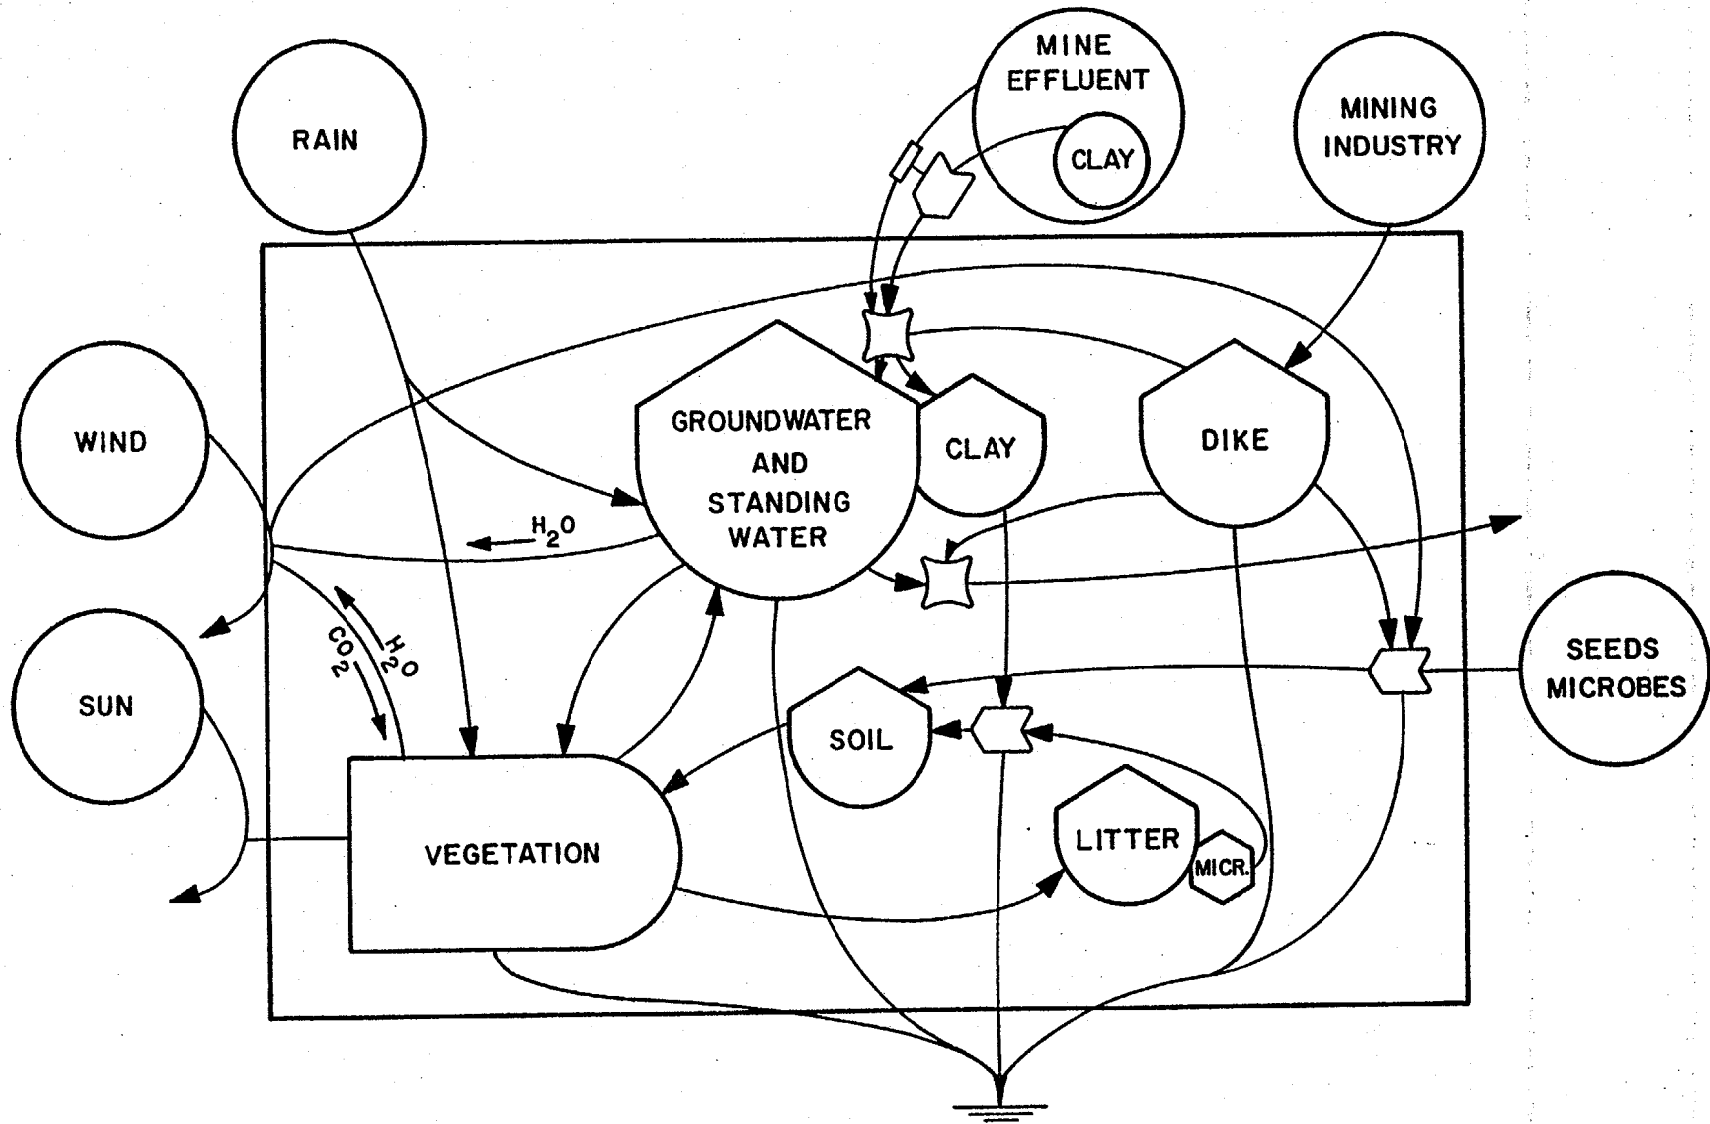 MINE
EFFLUENT
CLAY
RAIN
MINING
INDUSTRY
WIND
GROUNDWATER
AND
STANDING
WATER
CLAY
DIKE
H2O
SUN
CO2
H2O
SEEDS
MICROBES
SOIL
VEGETATION
LITTER
MICR.